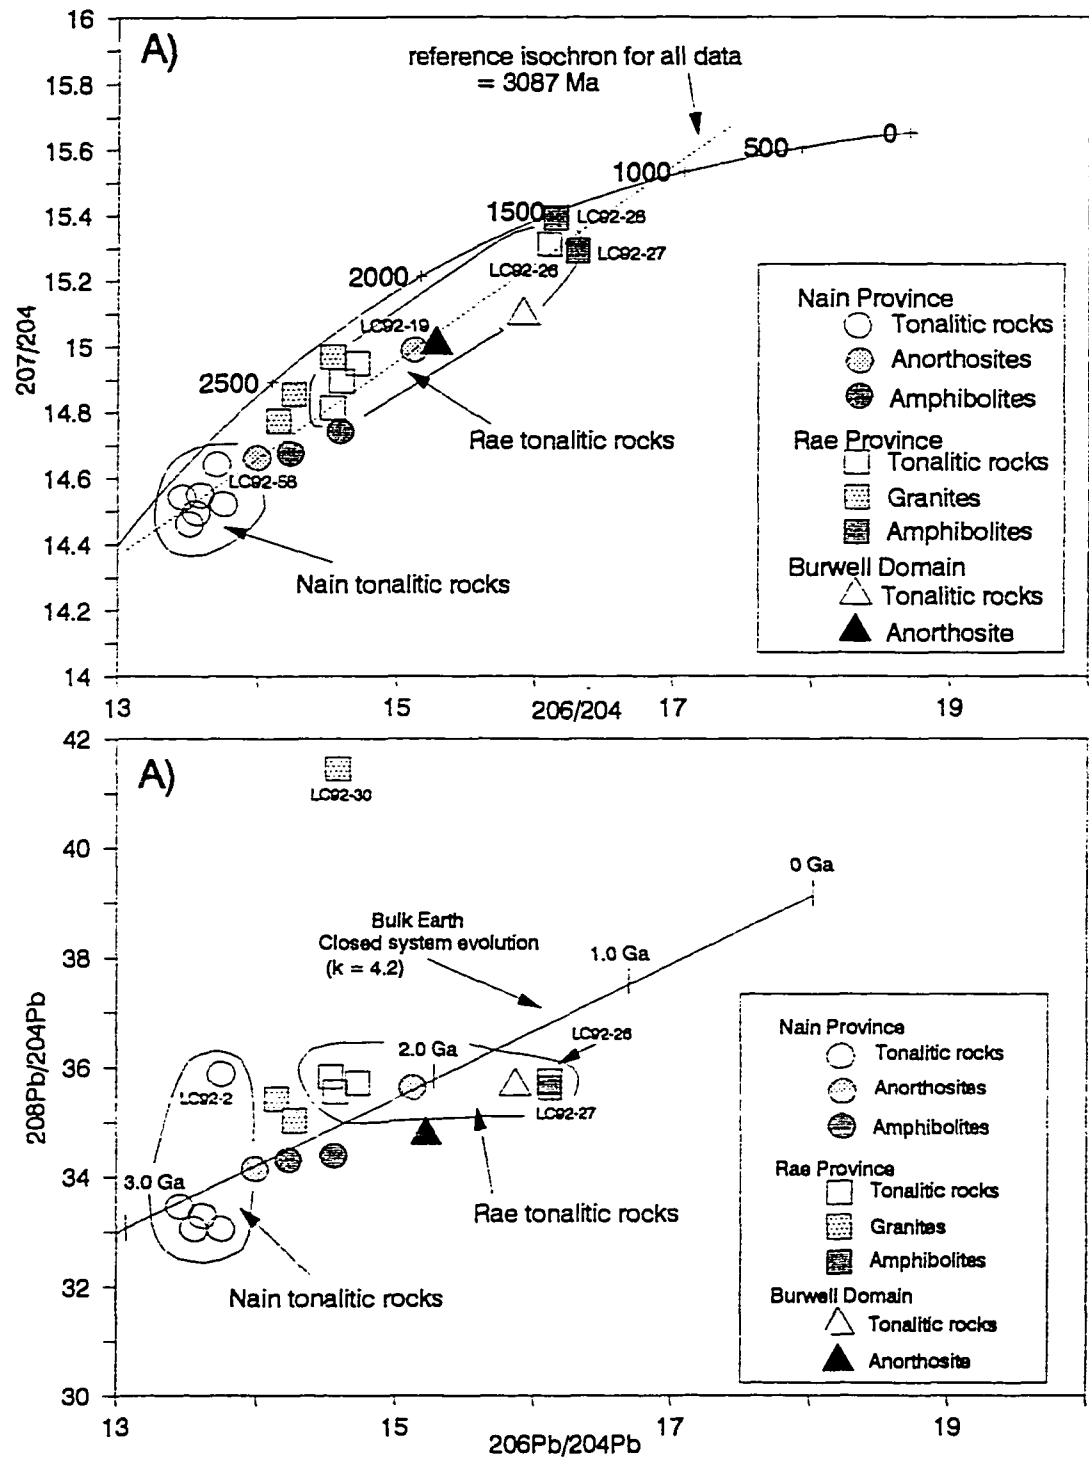 A)
reference isochron for all data
= 3087 Ma
16
15.8
15.6
15.4
15.2
15
14.8
14.6
14.4
14.2
14
207/204
0
500
1000
1500
2000
2500
LC92-28
LC92-27
LC92-26
LC92-19
LC92-56
Rae tonalitic rocks
Nain tonalitic rocks
Nain Province
Tonalitic rocks
Anorthosites
Amphibolites
Rae Province
Tonalitic rocks
Granites
Amphibolites
Burwell Domain
Tonalitic rocks
Anorthosite
13
15
17
19
206/204
A)
42
40
38
36
34
32
30
208Pb/204Pb
LC92-30
0 Ga
Bulk Earth
Closed system evolution
(k = 4.2)
1.0 Ga
LC92-26
2.0 Ga
LC92-2
LC92-27
3.0 Ga
Rae tonalitic rocks
Nain tonalitic rocks
Nain Province
Tonalitic rocks
Anorthosites
Amphibolites
Rae Province
Tonalitic rocks
Granites
Amphibolites
Burwell Domain
Tonalitic rocks
Anorthosite
13
15
17
19
206Pb/204Pb